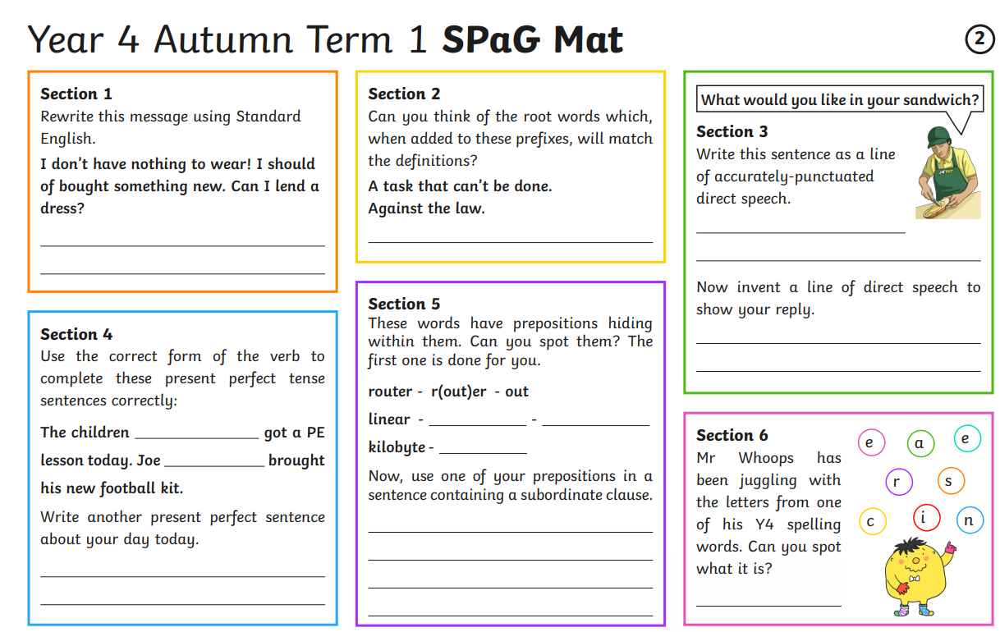 Year 4 Autumn Term 1 SPaG Mat
2
Section 1
Rewrite this message using Standard
English.
I don't have nothing to wear! I should
of bought something new. Can I lend a
dress?
Section 2
Can you think of the root words which,
when added to these prefixes, will match
the definitions?
A task that can't be done.
Against the law.
What would you like in your sandwich?
Section 3
Write this sentence as a line
of accurately-punctuated
direct speech.
Now invent a line of direct speech to
show your reply.
Section 4
Use the correct form of the verb to
complete these present perfect tense
sentences correctly:
The children ______________ got a PE
lesson today. Joe ___________ brought
his new football kit.
Write another present perfect sentence
about your day today.
Section 5
These words have prepositions hiding
within them. Can you spot them? The
first one is done for you.
router - r(out)er - out
linear - ___________ - ____________
kilobyte - __________
Now, use one of your prepositions in a
sentence containing a subordinate clause.
Section 6
Mr Whoops has
been juggling with
the letters from one
of his Y4 spelling
words. Can you spot
what it is?
e a e
r s
c i n